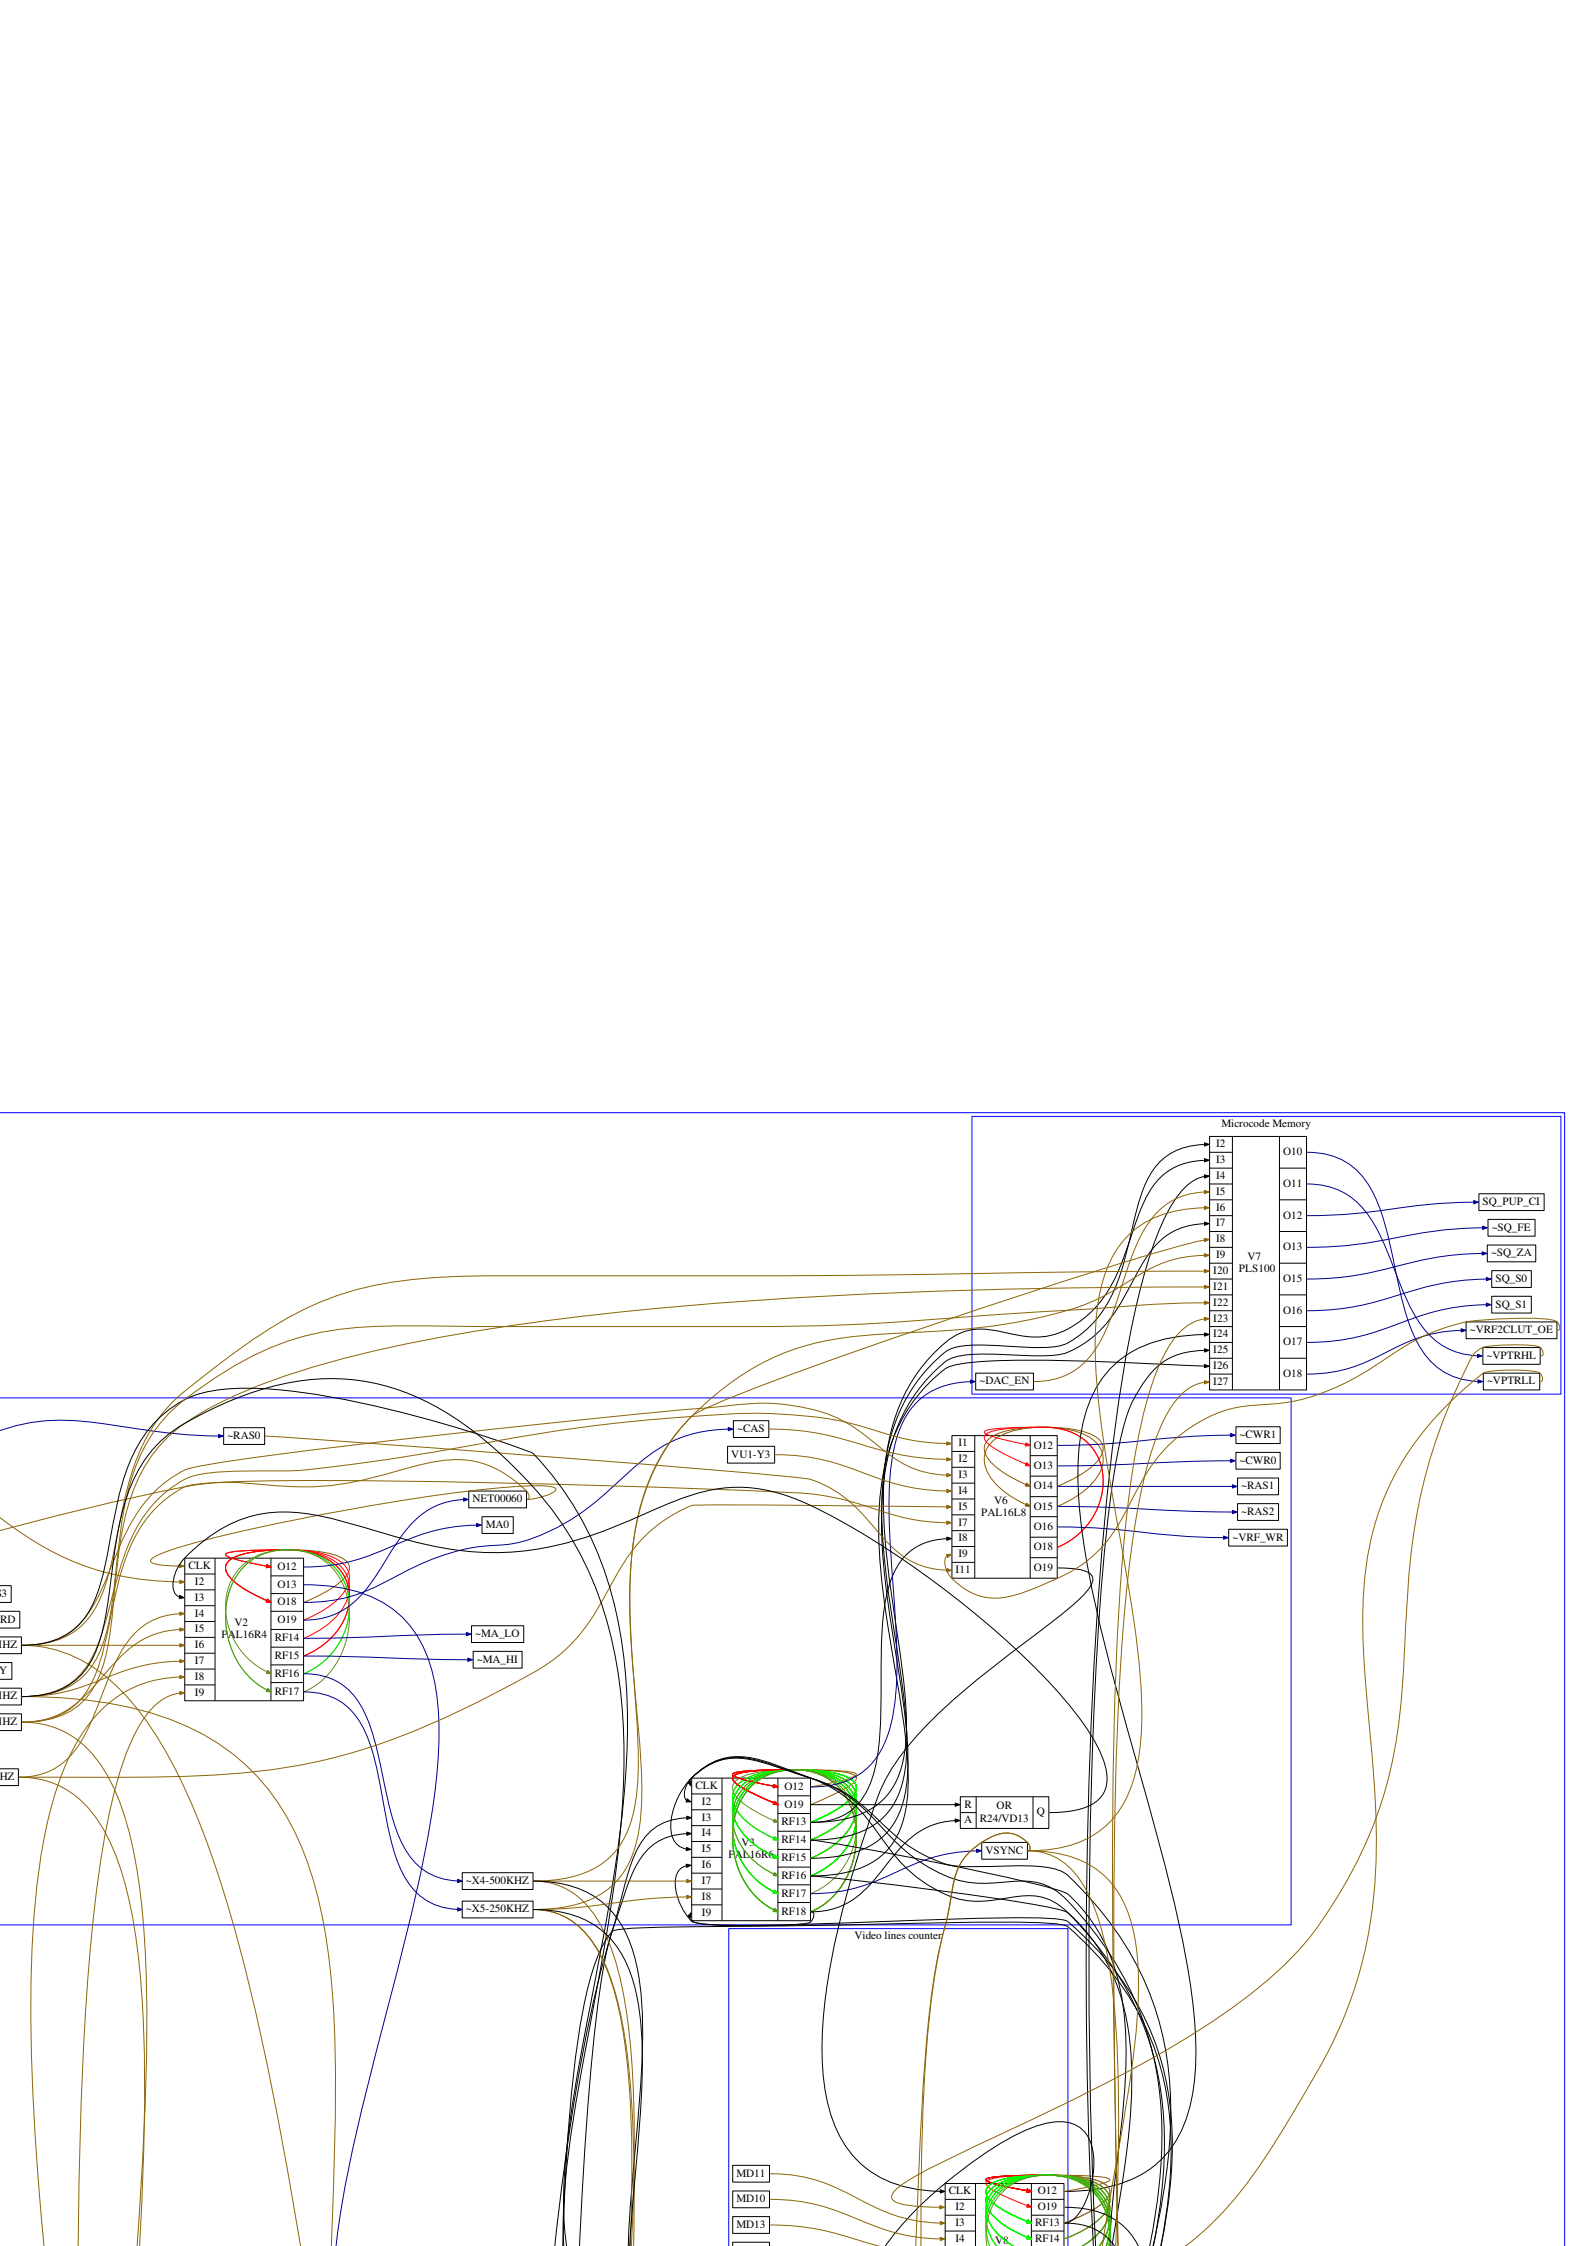 Microcode Memory
I2
I3
I4
I5
I6
I7
I8
I9
I20
I21
I22
I23
I24
I25
I26
I27
V7
PLS100
O10
O11
O12
O13
O15
O16
O17
O18
SQ_PUP_CI
~SQ_FE
~SQ_ZA
SQ_S0
SQ_S1
~VRF2CLUT_OE
~VPTRHL
~VPTRLL
~DAC_EN
~RAS0
~CAS
VU1-Y3
NET00060
MA0
I1
I2
I3
I4
I5
I7
I8
I9
I11
V6
PAL16L8
O12
O13
O14
O15
O16
O18
O19
~CWR1
~CWR0
~RAS1
~RAS2
~VRF_WR
CLK
I2
I3
I4
I5
I6
I7
I8
I9
V2
PAL16R4
O12
O13
O18
O19
RF14
RF15
RF16
RF17
~MA_LO
~MA_HI
RD
HZ
~X4-500KHZ
~X5-250KHZ
CLK
I2
I3
I4
I5
I6
I7
I8
I9
V3
PAL16R6
O12
O19
RF13
RF14
RF15
RF16
RF17
RF18
R
A
OR
R24/VD13
Q
VSYNC
Video lines counter
MD11
MD10
MD13
CLK
I2
I3
I4
V8
O12
O19
RF13
RF14